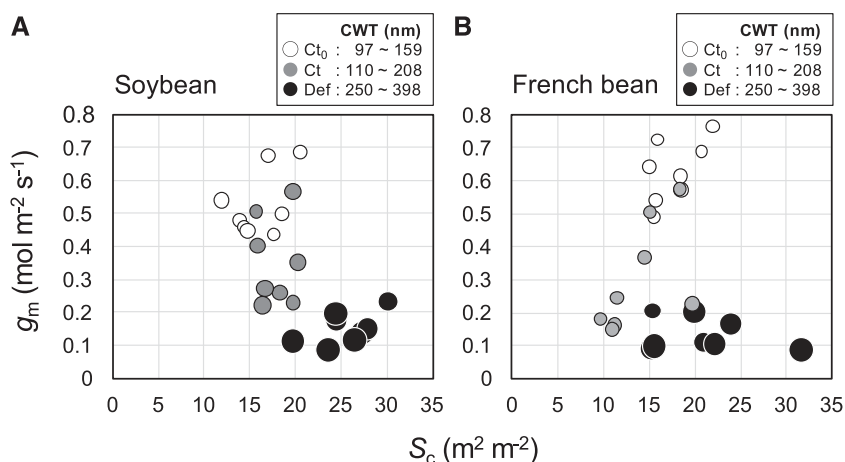 A
CWT (nm)
Ct0 : 97 ~ 159
Ct : 110 ~ 208
Def : 250 ~ 398
Soybean
0.8
0.7
0.6
0.5
0.4
0.3
0.2
0.1
0
gm (mol m-2 s-1)
0 5 10 15 20 25 30 35
B
CWT (nm)
Ct0 : 97 ~ 159
Ct : 110 ~ 208
Def : 250 ~ 398
French bean
0.8
0.7
0.6
0.5
0.4
0.3
0.2
0.1
0
0 5 10 15 20 25 30 35
Sc (m2 m-2)